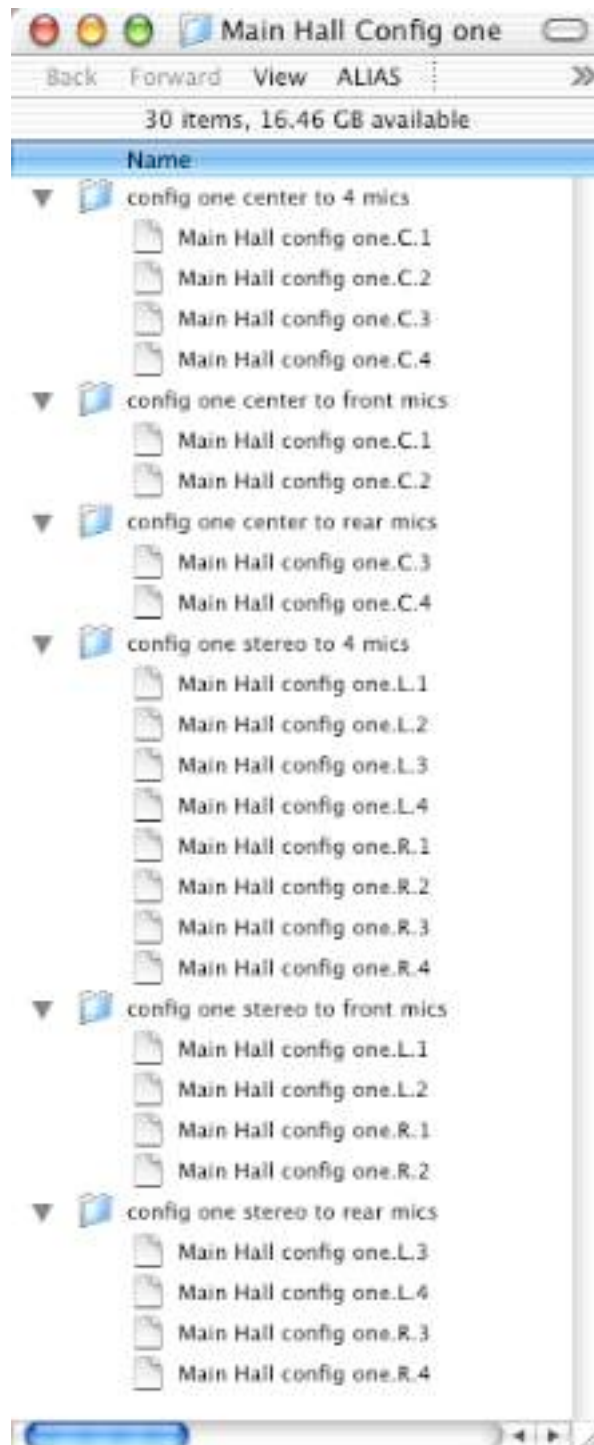 Main Hall Config one
Back Forward View ALIAS
30 items, 16.46 GB available
Name
config one center to 4 mics
Main Hall config one.C.1
Main Hall config one.C.2
Main Hall config one.C.3
Main Hall config one.C.4
config one center to front mics
Main Hall config one.C.1
Main Hall config one.C.2
config one center to rear mics
Main Hall config one.C.3
Main Hall config one.C.4
config one stereo to 4 mics
Main Hall config one.L.1
Main Hall config one.L.2
Main Hall config one.L.3
Main Hall config one.L.4
Main Hall config one.R.1
Main Hall config one.R.2
Main Hall config one.R.3
Main Hall config one.R.4
config one stereo to front mics
Main Hall config one.L.1
Main Hall config one.L.2
Main Hall config one.R.1
Main Hall config one.R.2
config one stereo to rear mics
Main Hall config one.L.3
Main Hall config one.L.4
Main Hall config one.R.3
Main Hall config one.R.4